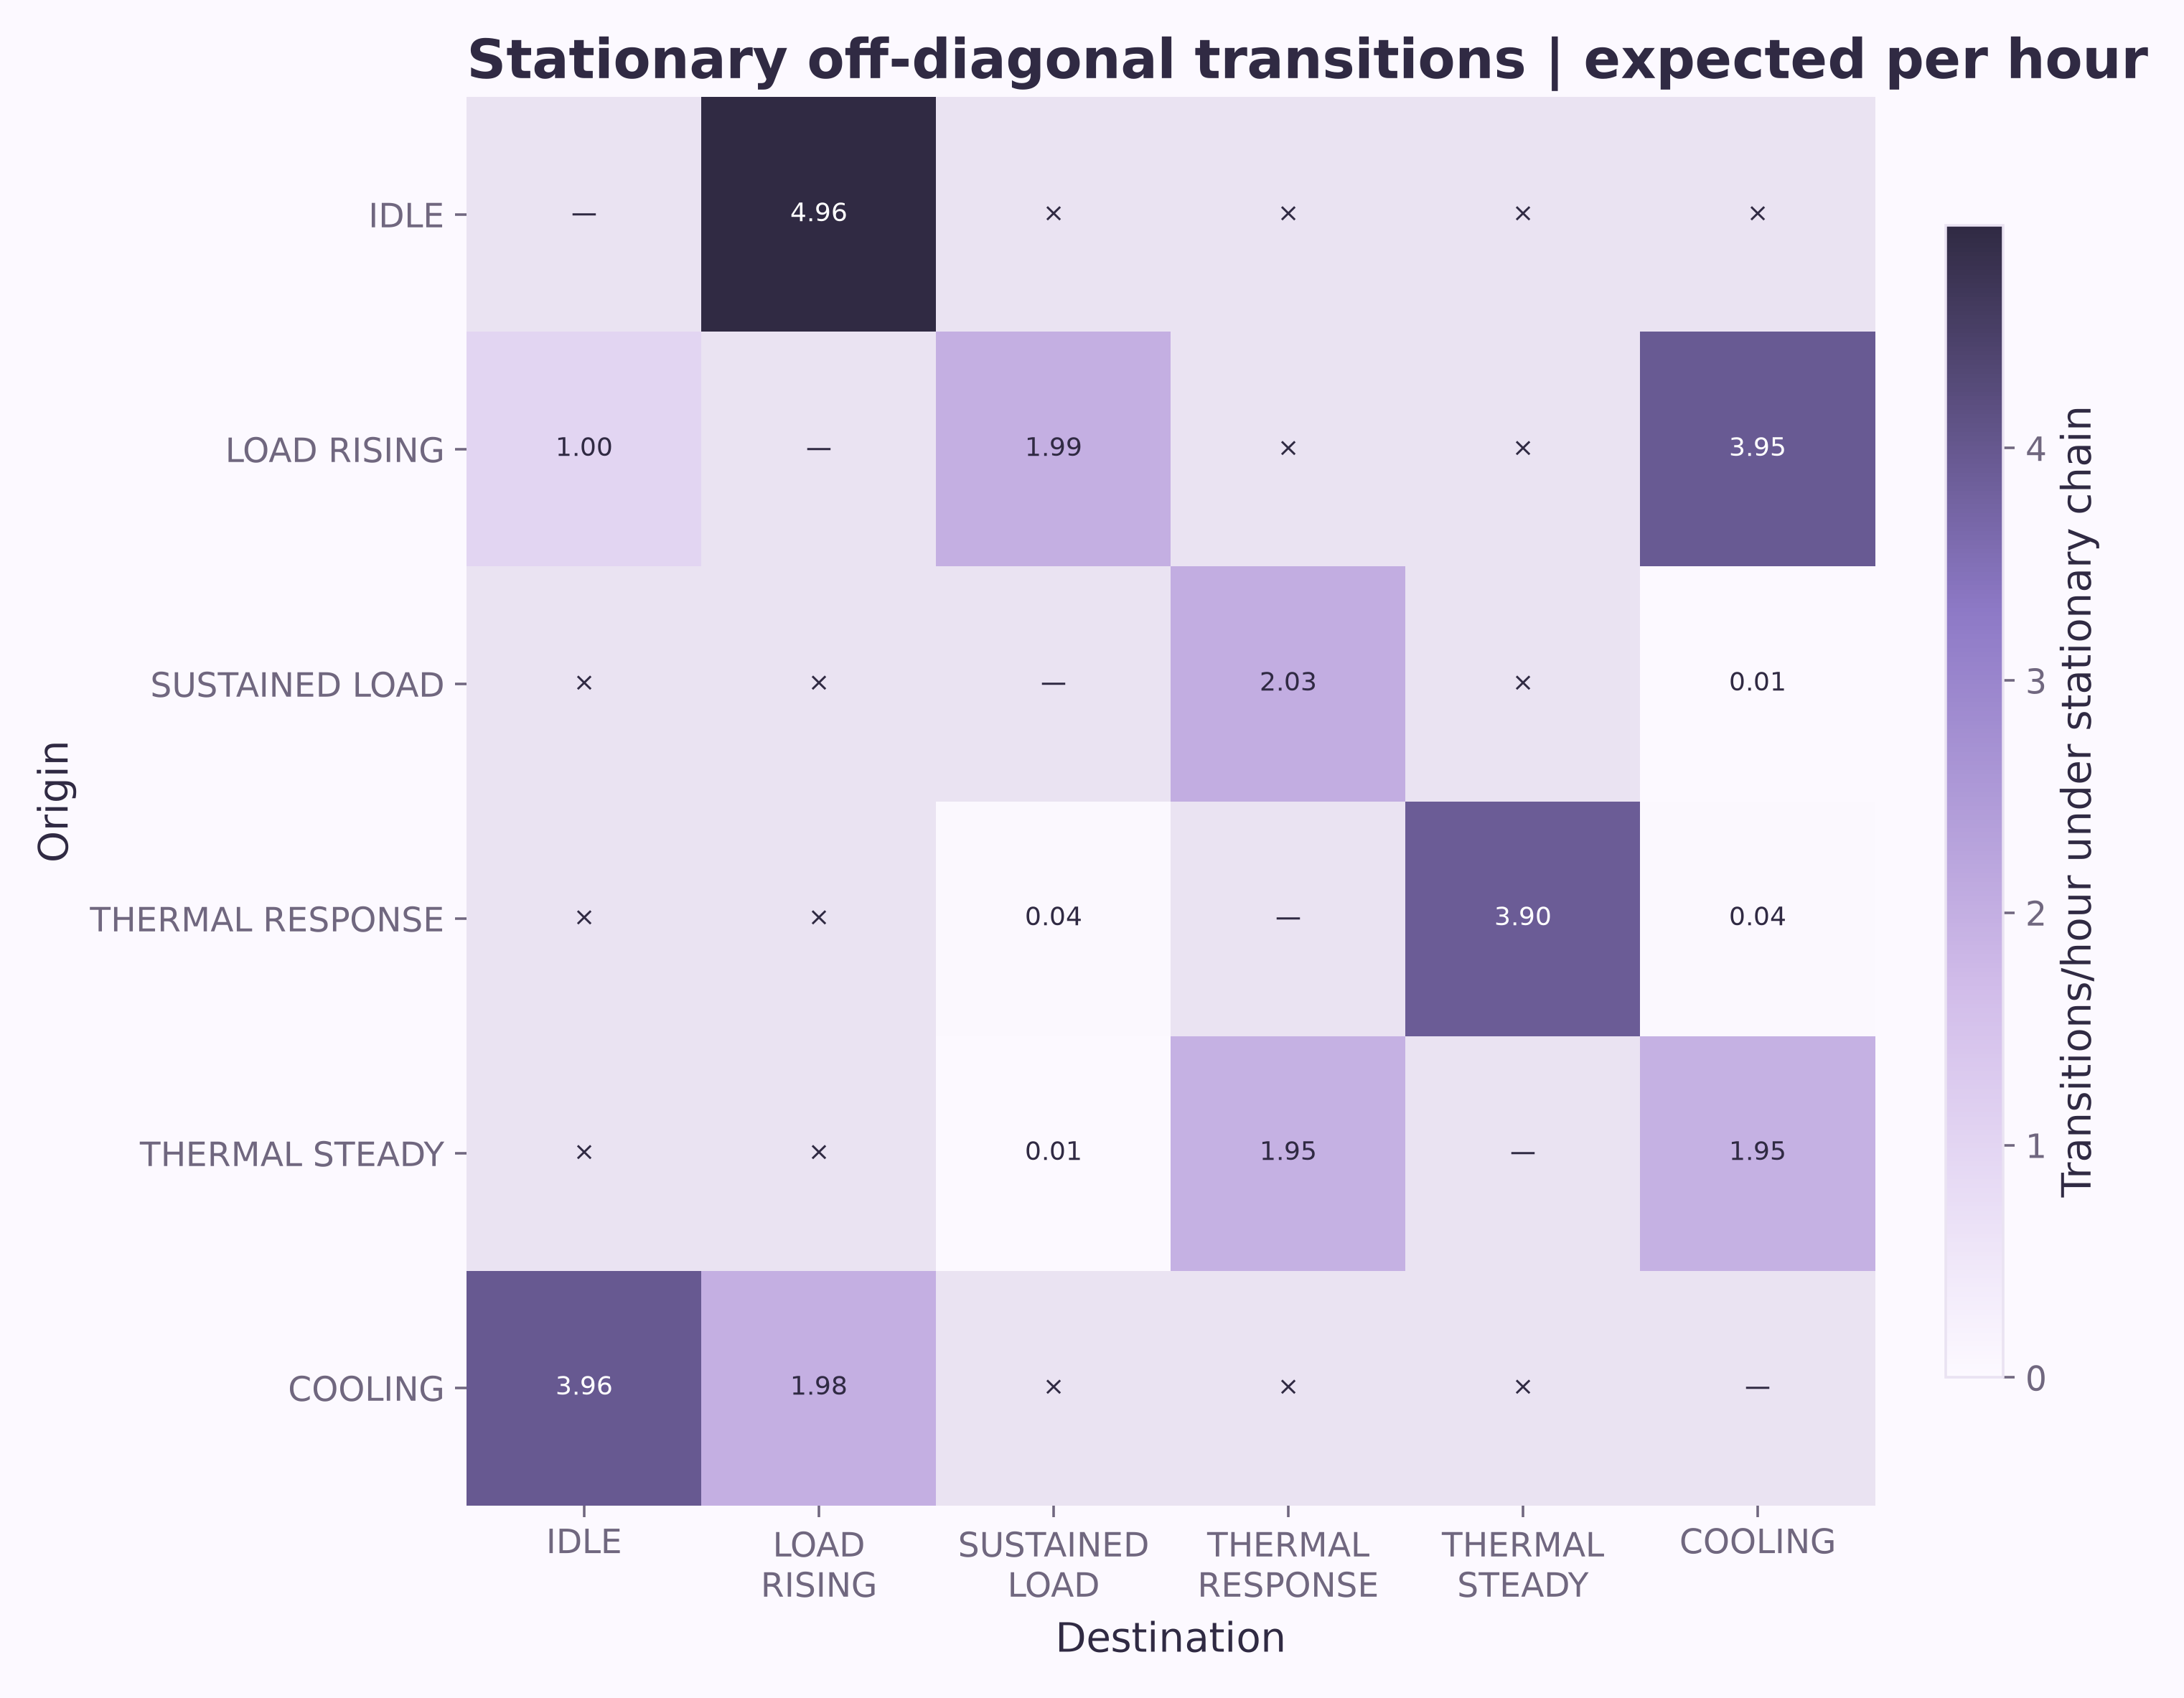 Stationary off-diagonal transitions | expected per hour
IDLE — 4.96 × × × ×
LOAD RISING 1.00 — 1.99 × × 3.95
SUSTAINED LOAD × × — 2.03 × 0.01
THERMAL RESPONSE × × 0.04 — 3.90 0.04
THERMAL STEADY × × 0.01 1.95 — 1.95
COOLING 3.96 1.98 × × × —
IDLE
LOAD
RISING
SUSTAINED
LOAD
THERMAL
RESPONSE
THERMAL
STEADY
COOLING
Destination
Origin
4
3
2
1
0
Transitions/hour under stationary chain